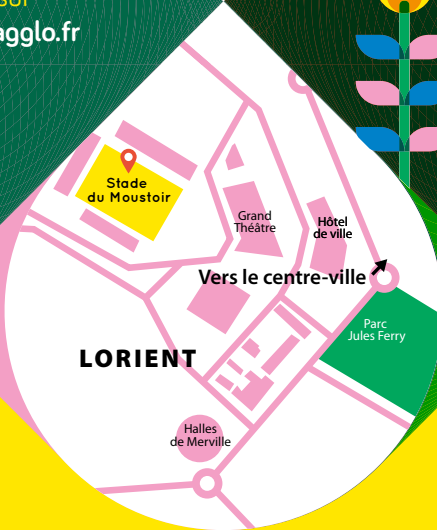 sur
agglo.fr
Stade
du Moustoir
Grand
Théâtre
Hôtel
de ville
Vers le centre-ville
Parc
Jules Ferry
LORIENT
Halles
de Merville